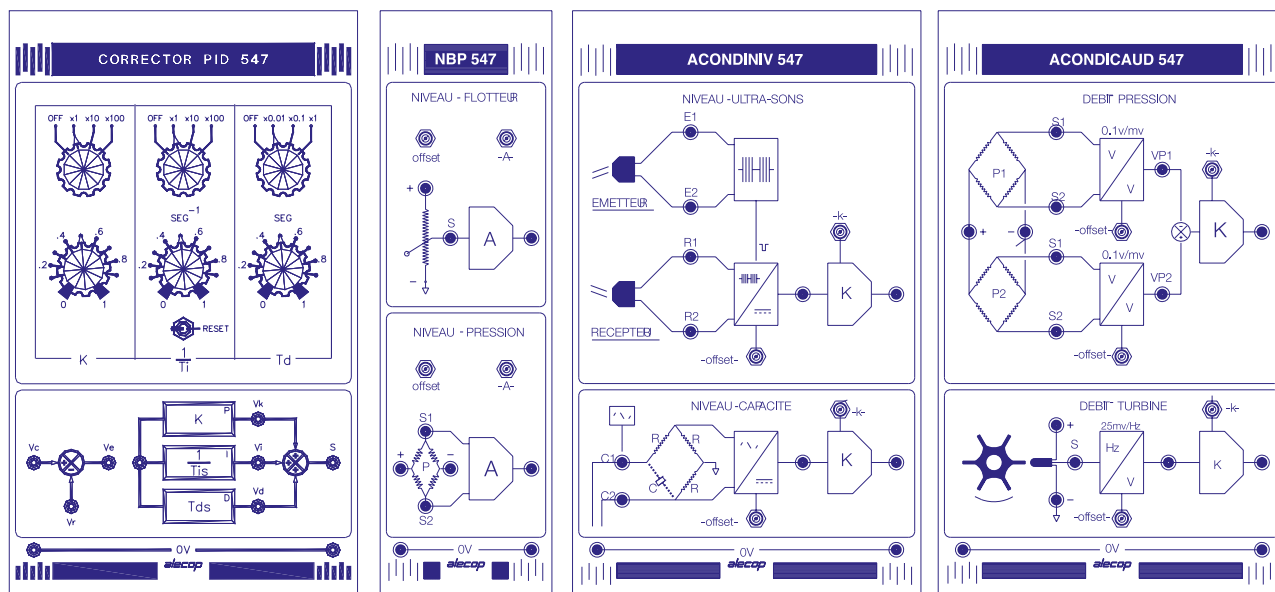 CORRECTOR PID 547
OFF x1 x10 x100
OFF x1 x10 x100
OFF x0.01 x0.1 x1
SEG⁻¹
SEG
.2 .4 .6 .8
0 1
.2 .4 .6 .8
0 1
.2 .4 .6 .8
0 1
RESET
K
1
Ti
Td
K P
Vk
Vc
Ve
Vr
1
Tis I
Vi
S
Tds D
Vd
0V
alecop
NBP 547
NIVEAU - FLOTTEUR
offset
-A-
+
S
A
-
NIVEAU - PRESSION
offset
-A-
S1
+
P
-
A
S2
0V
alecop
ACONDINIV 547
NIVEAU -ULTRA-SONS
E1
E2
EMETTEUR
R1
-k-
K
R2
RECEPTEUR
-offset-
NIVEAU -CAPACITE
-k-
R R
C1
K
C R
C2
-offset-
0V
alecop
ACONDICAUD 547
DEBIT PRESSION
S1
0.1v/mv
V
V
VP1
-k-
P1
S2
-offset-
+ -
K
S1
0.1v/mv
V
V
VP2
P2
S2
-offset-
DEBIT TURBINE
25mv/Hz
-k-
+
S
Hz
V
K
-
-offset-
0V
alecop